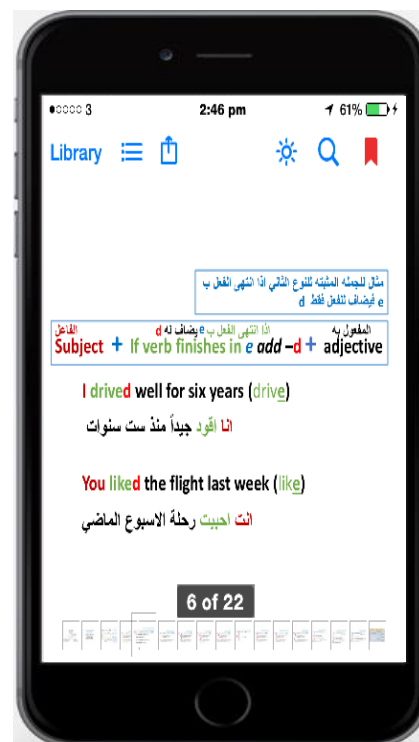 3 2:46 pm 61%
Library
مثال للجمله المثبته للنوع الثاني اذا انتهى الفعل ب
e فيضاف للفعل فقط d
الفاعل اذا انتهى الفعل ب e يضاف له d المفعول به
Subject + If verb finishes in e add –d + adjective
I drived well for six years (drive)
انا اقود جيداً منذ ست سنوات
You liked the flight last week (like)
انت احببت رحلة الاسبوع الماضي
6 of 22